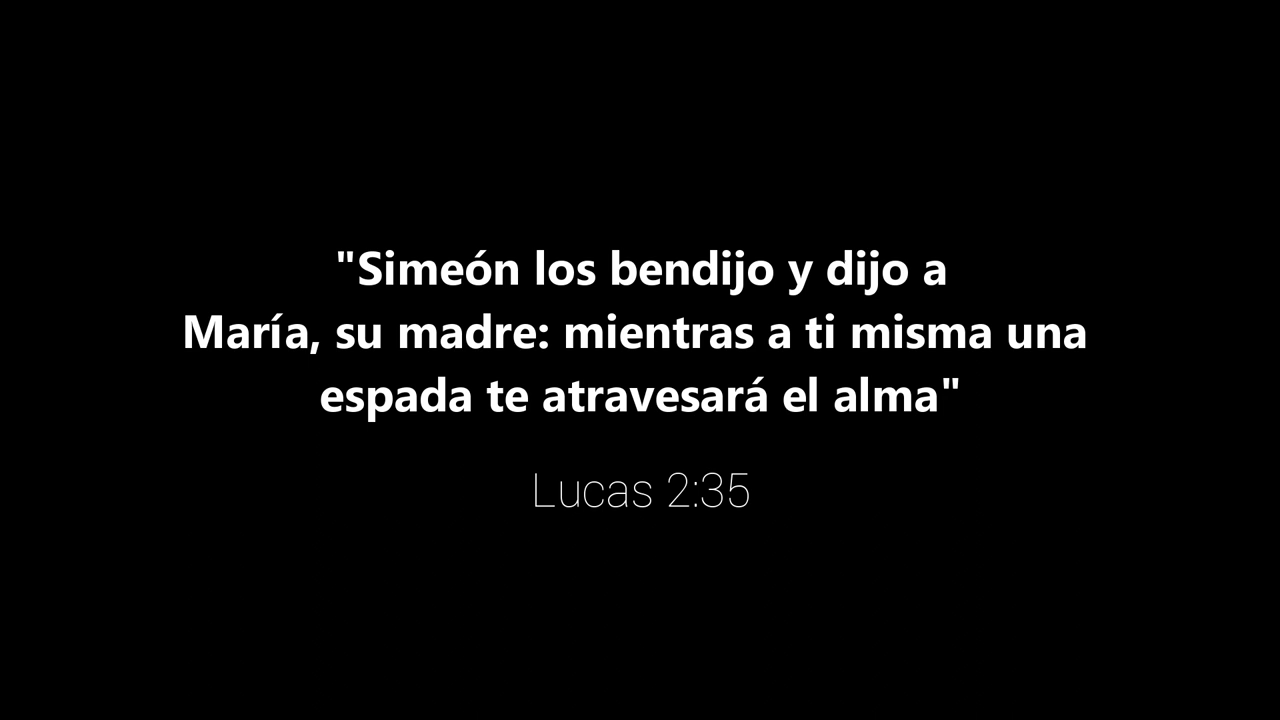 "Simeón los bendijo y dijo a
María, su madre: mientras a ti misma una
espada te atravesará el alma"
Lucas 2:35